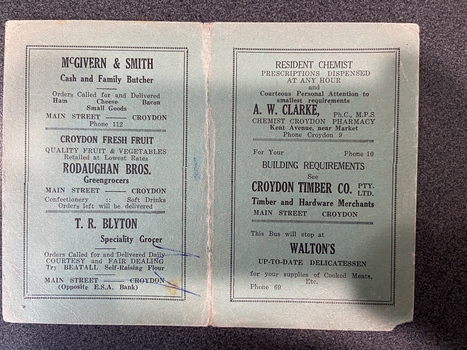 McGIVERN & SMITH
Cash and Family Butcher
Orders Called for and Delivered
Ham Cheese Bacon
Small Goods
MAIN STREET —— CROYDON
Phone 112
CROYDON FRESH FRUIT
QUALITY FRUIT & VEGETABLES
Retailed at Lowest Rates
RODAUGHAN BROS.
Greengrocers
MAIN STREET —— CROYDON
Confectionery :: Soft Drinks
Orders left will be delivered
T. R. BLYTON
Speciality Grocer
Orders Called for and Delivered Daily
COURTESY and FAIR DEALING
Try BEATALL Self-Raising Flour
MAIN STREET —— CROYDON
(Opposite E.S.A. Bank)
RESIDENT CHEMIST
PRESCRIPTIONS DISPENSED
AT ANY HOUR
and
Courteous Personal Attention to
smallest requirements
A. W. CLARKE, Ph.C., M.P.S
CHEMIST CROYDON PHARMACY
Kent Avenue, near Market
Phone Croydon 9
For Your Phone 10
BUILDING REQUIREMENTS
See
CROYDON TIMBER CO. PTY. LTD.
Timber and Hardware Merchants
MAIN STREET CROYDON
This Bus will stop at
WALTON'S
UP-TO-DATE DELICATESSEN
for your supplies of Cooked Meats,
Etc.
Phone 69